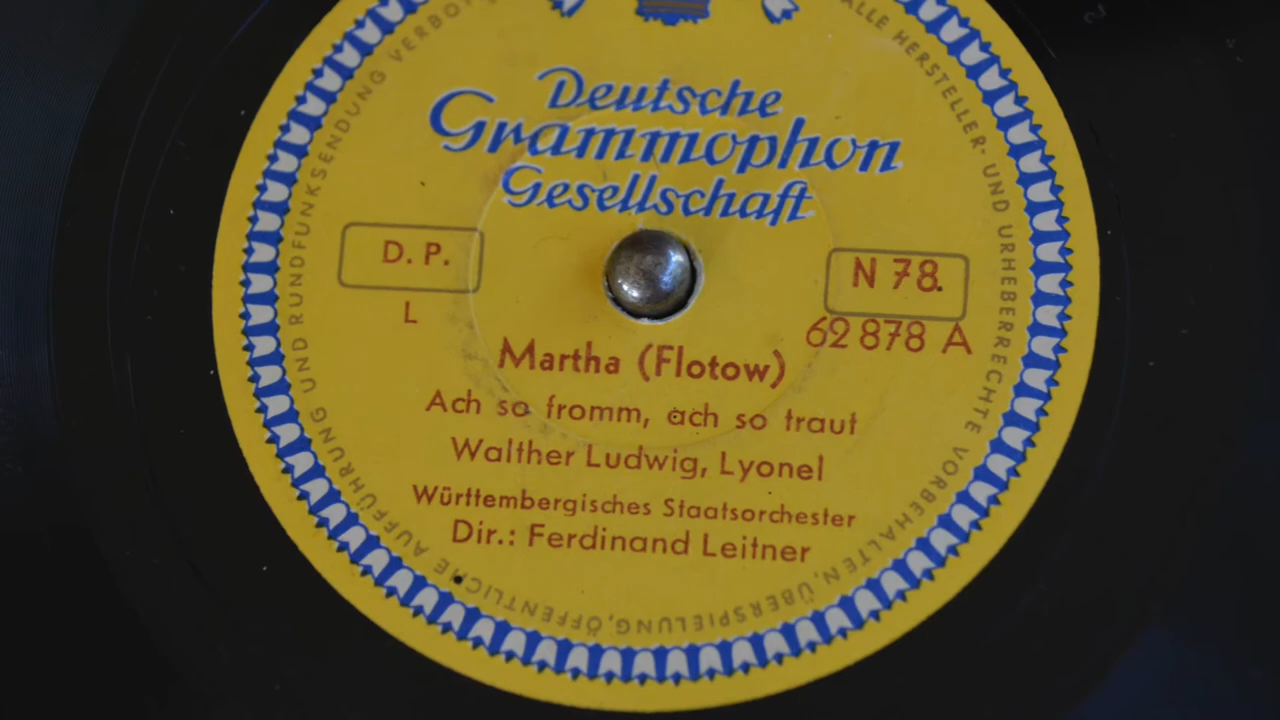 Deutsche
Grammophon
Gesellschaft
D. P.
N 78.
L
62 878 A
Martha (Flotow)
Ach so fromm, ach so traut
Walther Ludwig, Lyonel
Württembergisches Staatsorchester
Dir.: Ferdinand Leitner
ALLE HERSTELLER- UND URHEBERRECHTE VORBEHALTEN, ÜBERSPIELUNG, ÖFFENTLICHE AUFFÜHRUNG UND RUNDFUNKSENDUNG